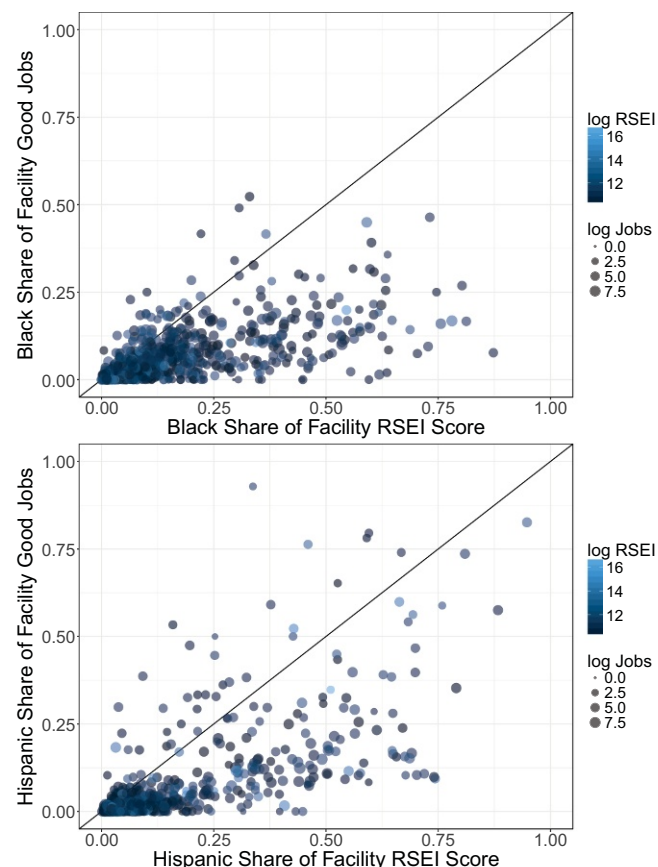 Black Share of Facility Good Jobs
1.00
0.75
0.50
0.25
0.00
0.00 0.25 0.50 0.75 1.00
Black Share of Facility RSEI Score
log RSEI
16
14
12
log Jobs
0.0
2.5
5.0
7.5
Hispanic Share of Facility Good Jobs
1.00
0.75
0.50
0.25
0.00
0.00 0.25 0.50 0.75 1.00
Hispanic Share of Facility RSEI Score
log RSEI
16
14
12
log Jobs
0.0
2.5
5.0
7.5